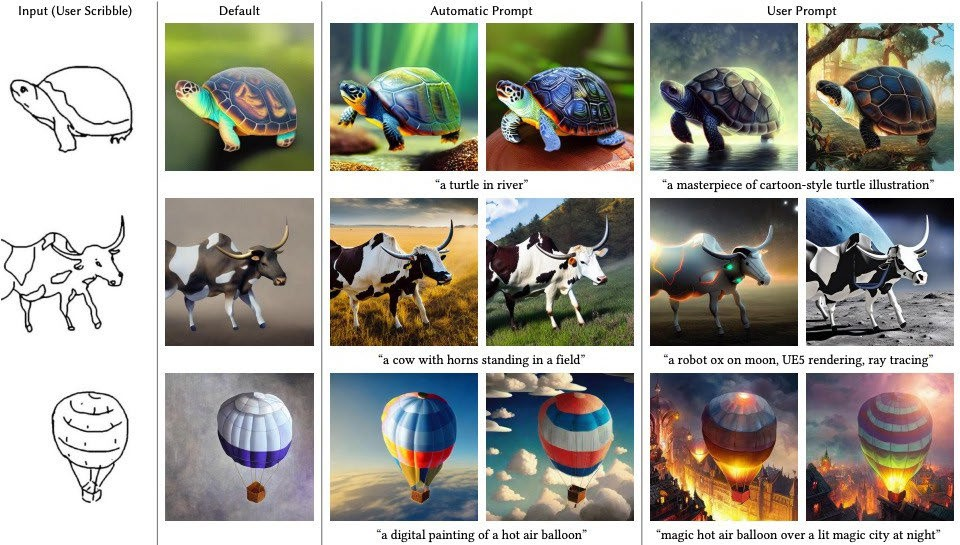 Input (User Scribble) Default Automatic Prompt User Prompt
“a turtle in river” “a masterpiece of cartoon-style turtle illustration”
“a cow with horns standing in a field” “a robot ox on moon, UE5 rendering, ray tracing”
“a digital painting of a hot air balloon” “magic hot air balloon over a lit magic city at night”